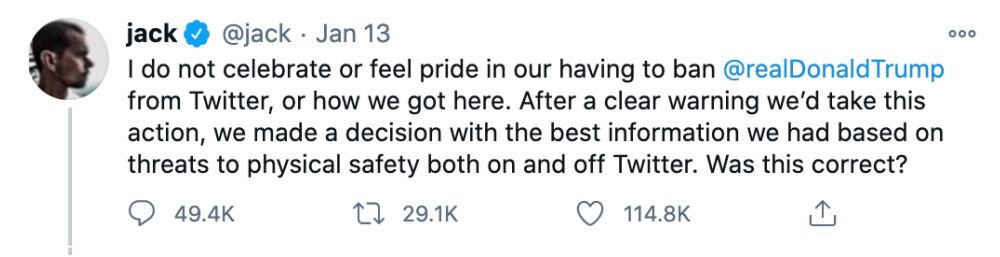 jack @jack · Jan 13
I do not celebrate or feel pride in our having to ban @realDonaldTrump
from Twitter, or how we got here. After a clear warning we’d take this
action, we made a decision with the best information we had based on
threats to physical safety both on and off Twitter. Was this correct?
49.4K 29.1K 114.8K